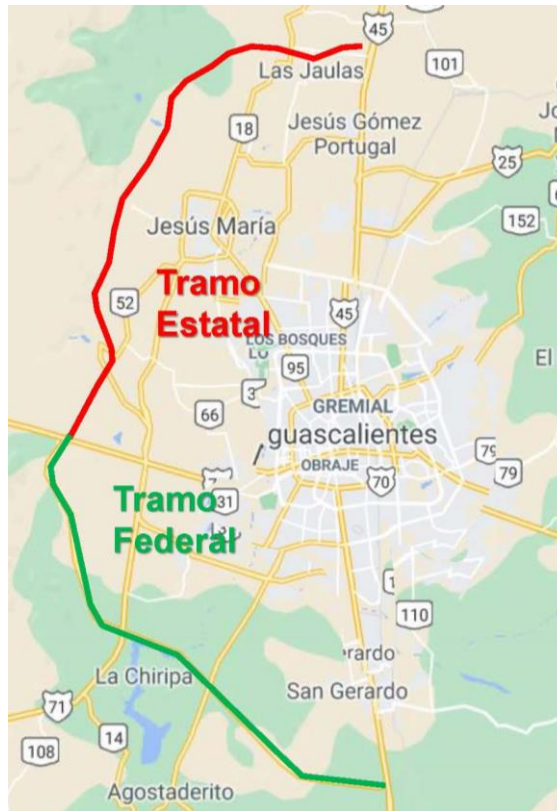 45
101
Las Jaulas
18
Jesús Gómez
Portugal
25
152
Jesús María
Tramo
Estatal
52
45
LOS BOSQUES
LO
95
El
66
GREMIAL
guascalientes
OBRAJE
79
79
70
31
Tramo
Federal
110
erardo
La Chiripa
San Gerardo
71
14
108
Agostaderito